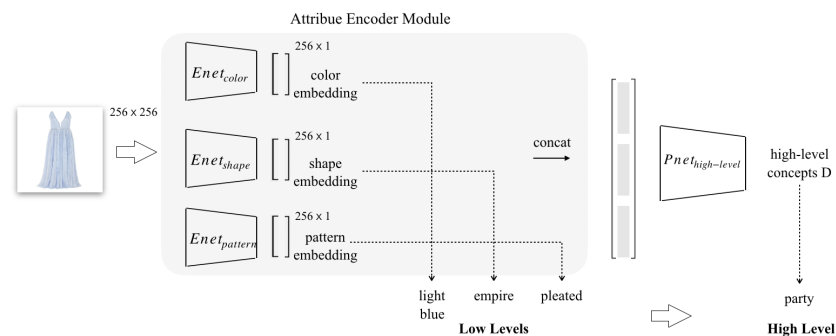 Attribue Encoder Module
256 x 256
Enet_color
256 x 1
color
embedding
Enet_shape
256 x 1
shape
embedding
Enet_pattern
256 x 1
pattern
embedding
concat
Pnet_high−level
high-level
concepts D
light
blue
empire
pleated
party
Low Levels
High Level